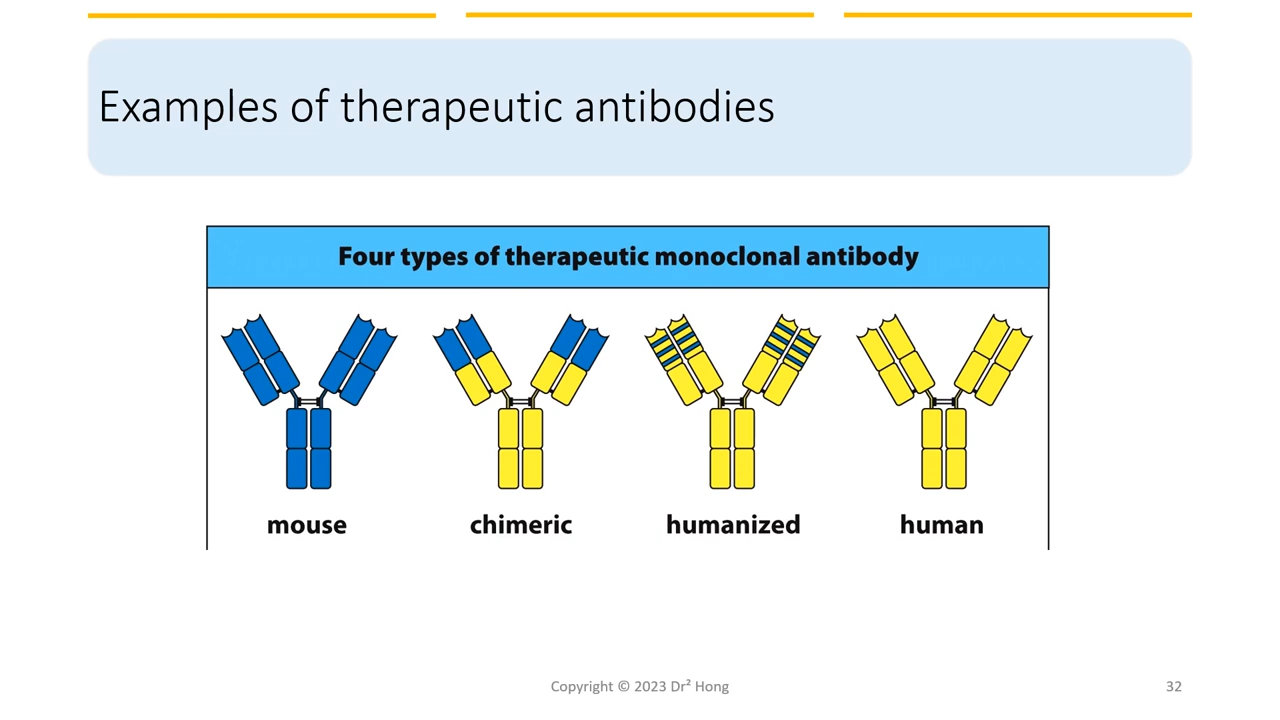 Examples of therapeutic antibodies
Four types of therapeutic monoclonal antibody
mouse chimeric humanized human
Copyright © 2023 Dr² Hong
32